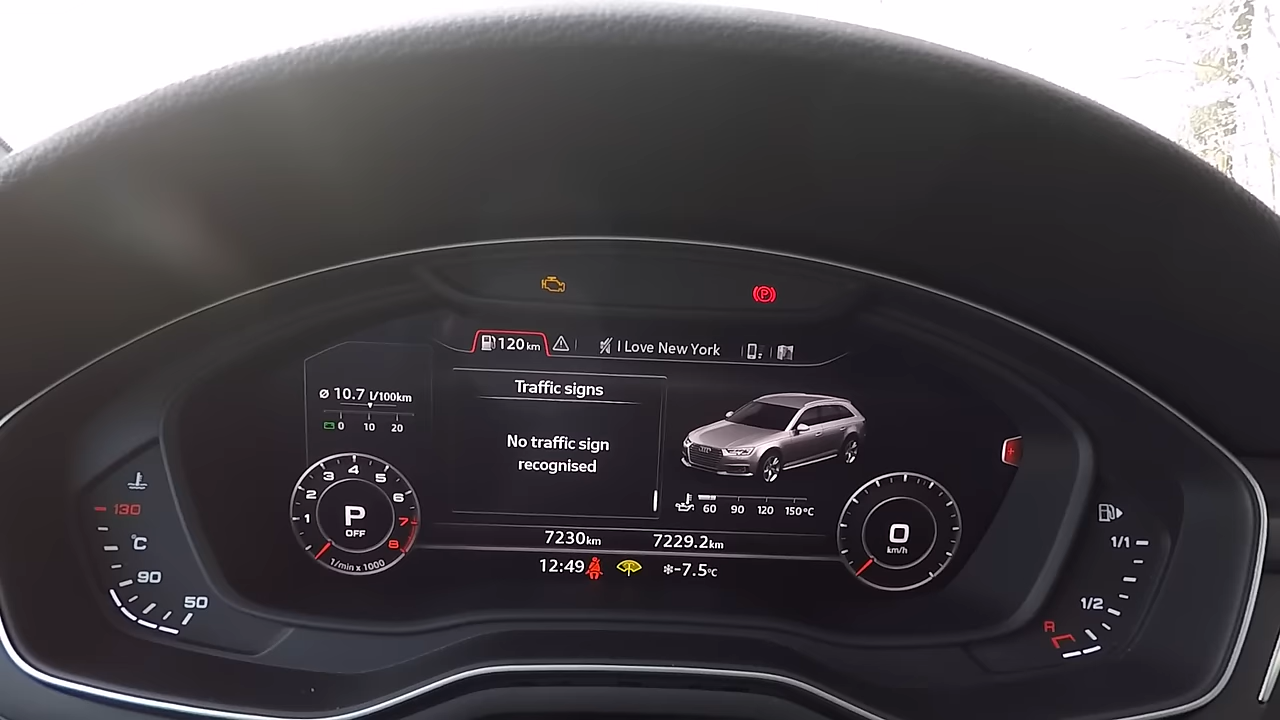 120 km
I Love New York
Ø 10.7 l/100km
0 10 20
Traffic signs
No traffic sign
recognised
60 90 120 150°C
130
°C
90
50
1 2 3 4 5 6 7 8
P
OFF
1/min x 1000
0
km/h
7230km 7229.2km
12:49 -7.5°C
1/1
1/2
R